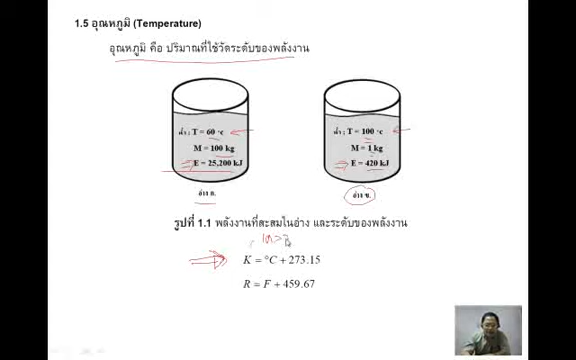 1.5 อุณหภูมิ (Temperature)
อุณหภูมิ คือ ปริมาณที่ใช้วัดระดับของพลังงาน
น้ำ : T = 60 °c
M = 100 kg
E = 25,200 kJ
อ่าง ก.
น้ำ : T = 100 °c
M = 1 kg
E = 420 kJ
อ่าง ข.
รูปที่ 1.1 พลังงานที่สะสมในอ่าง และระดับของพลังงาน
K = °C + 273.15
R = F + 459.67